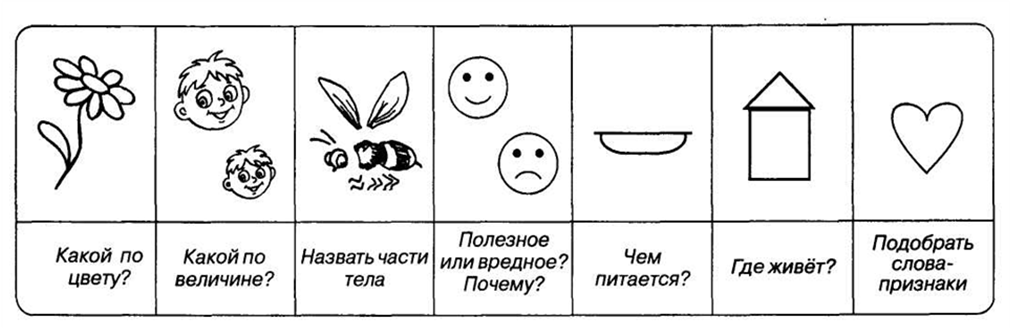 Какой по
цвету?
Какой по
величине?
Назвать части
тела
Полезное
или вредное?
Почему?
Чем
питается?
Где живёт?
Подобрать
слова-
признаки